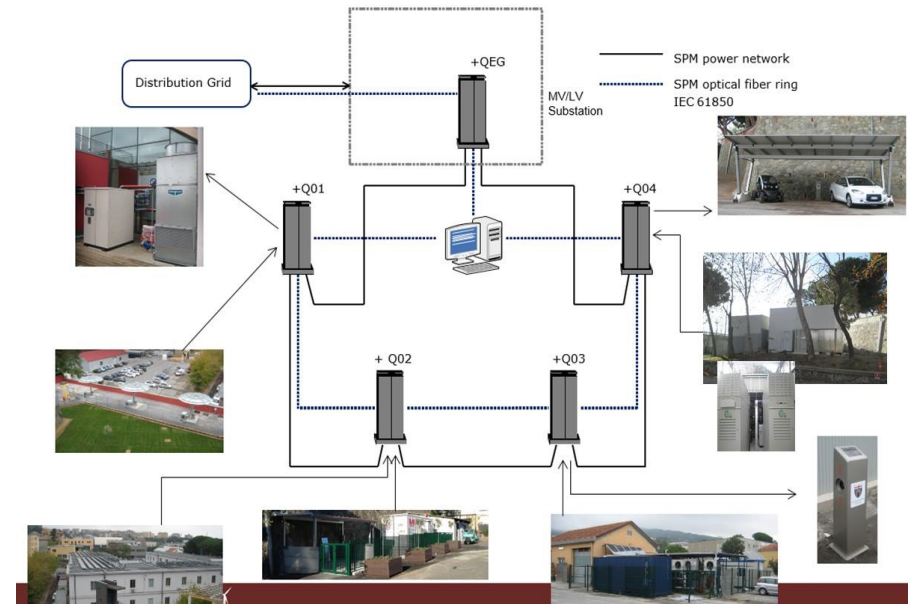 +QEG
SPM power network
Distribution Grid
SPM optical fiber ring
IEC 61850
MV/LV
Substation
+Q01
+Q04
+ Q02
+Q03